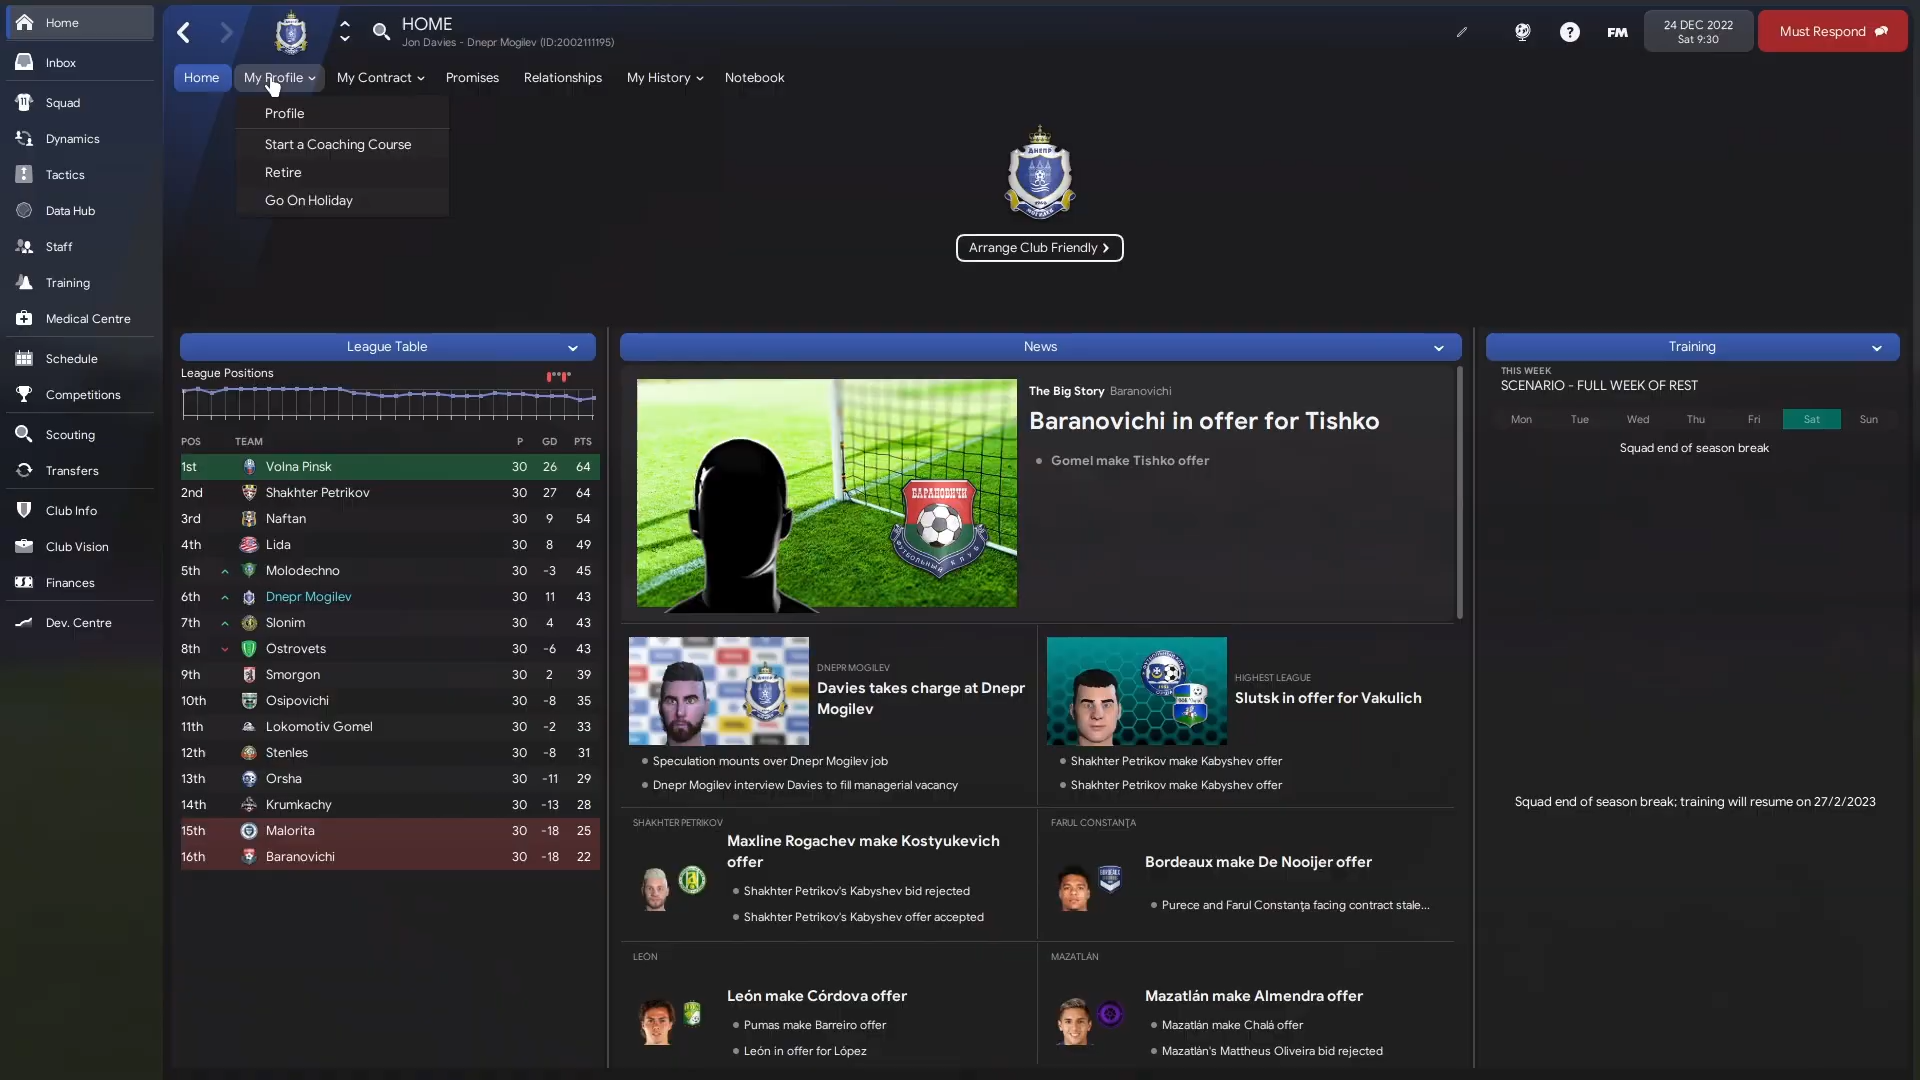 Home
Inbox
Squad
Dynamics
Tactics
Data Hub
Staff
Training
Medical Centre
Schedule
Competitions
Scouting
Transfers
Club Info
Club Vision
Finances
Dev. Centre
HOME
Jon Davies - Dnepr Mogilev (ID:2002111195)
FM
24 DEC 2022
Sat 9:30
Must Respond
Home My Profile My Contract Promises Relationships My History Notebook
Profile
Start a Coaching Course
Retire
Go On Holiday
ДНЕПР
Arrange Club Friendly
League Table
League Positions
POS TEAM P GD PTS
1st Volna Pinsk 30 26 64
2nd Shakhter Petrikov 30 27 64
3rd Naftan 30 9 54
4th Lida 30 8 49
5th Molodechno 30 -3 45
6th Dnepr Mogilev 30 11 43
7th Slonim 30 4 43
8th Ostrovets 30 -6 43
9th Smorgon 30 2 39
10th Osipovichi 30 -8 35
11th Lokomotiv Gomel 30 -2 33
12th Stenles 30 -8 31
13th Orsha 30 -11 29
14th Krumkachy 30 -13 28
15th Malorita 30 -18 25
16th Baranovichi 30 -18 22
News
БАРАНОВИЧИ
ФУТБОЛЬНЫЙ КЛУБ
The Big Story Baranovichi
Baranovichi in offer for Tishko
Gomel make Tishko offer
DNEPR MOGILEV
Davies takes charge at Dnepr
Mogilev
Speculation mounts over Dnepr Mogilev job
Dnepr Mogilev interview Davies to fill managerial vacancy
HIGHEST LEAGUE
Slutsk in offer for Vakulich
Shakhter Petrikov make Kabyshev offer
Shakhter Petrikov make Kabyshev offer
SHAKHTER PETRIKOV
Maxline Rogachev make Kostyukevich
offer
Shakhter Petrikov's Kabyshev bid rejected
Shakhter Petrikov's Kabyshev offer accepted
FARUL CONSTANȚA
Bordeaux make De Nooijer offer
Purece and Farul Constanța facing contract stale...
LEÓN
León make Córdova offer
Pumas make Barreiro offer
León in offer for López
MAZATLÁN
Mazatlán make Almendra offer
Mazatlán make Chalá offer
Mazatlán's Mattheus Oliveira bid rejected
Training
THIS WEEK
SCENARIO - FULL WEEK OF REST
Mon Tue Wed Thu Fri Sat Sun
Squad end of season break
Squad end of season break; training will resume on 27/2/2023